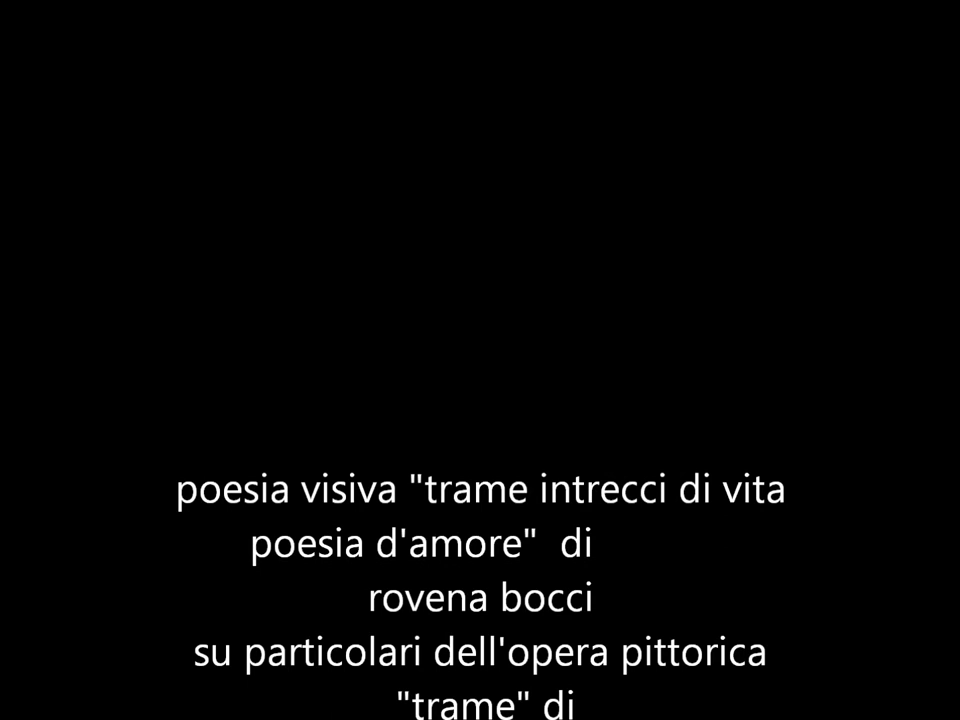 poesia visiva "trame intrecci di vita
poesia d'amore" di
rovena bocci
su particolari dell'opera pittorica
"trame" di